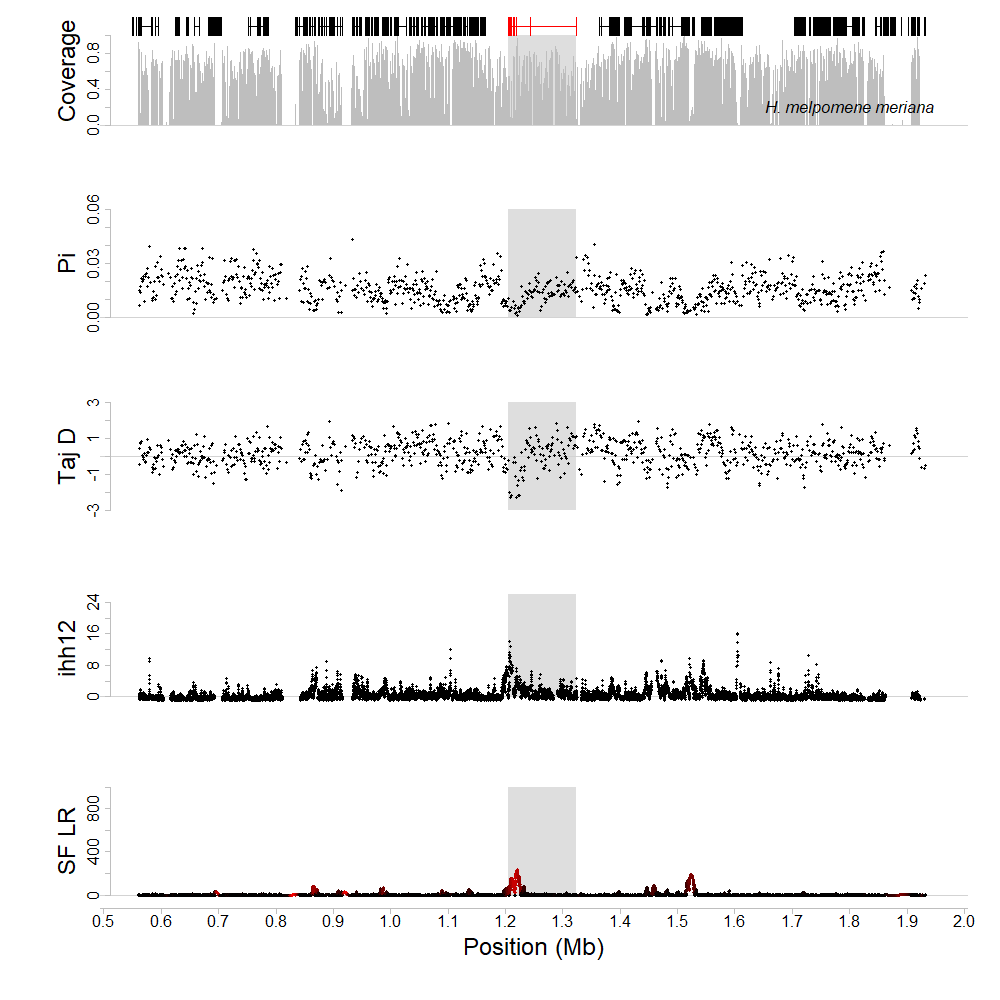 Coverage
0.0 0.4 0.8
H. melpomene meriana
Pi
0.00 0.03 0.06
Taj D
-3 -1 1 3
ihh12
0 8 16 24
SF LR
0 400 800
0.5 0.6 0.7 0.8 0.9 1.0 1.1 1.2 1.3 1.4 1.5 1.6 1.7 1.8 1.9 2.0
Position (Mb)